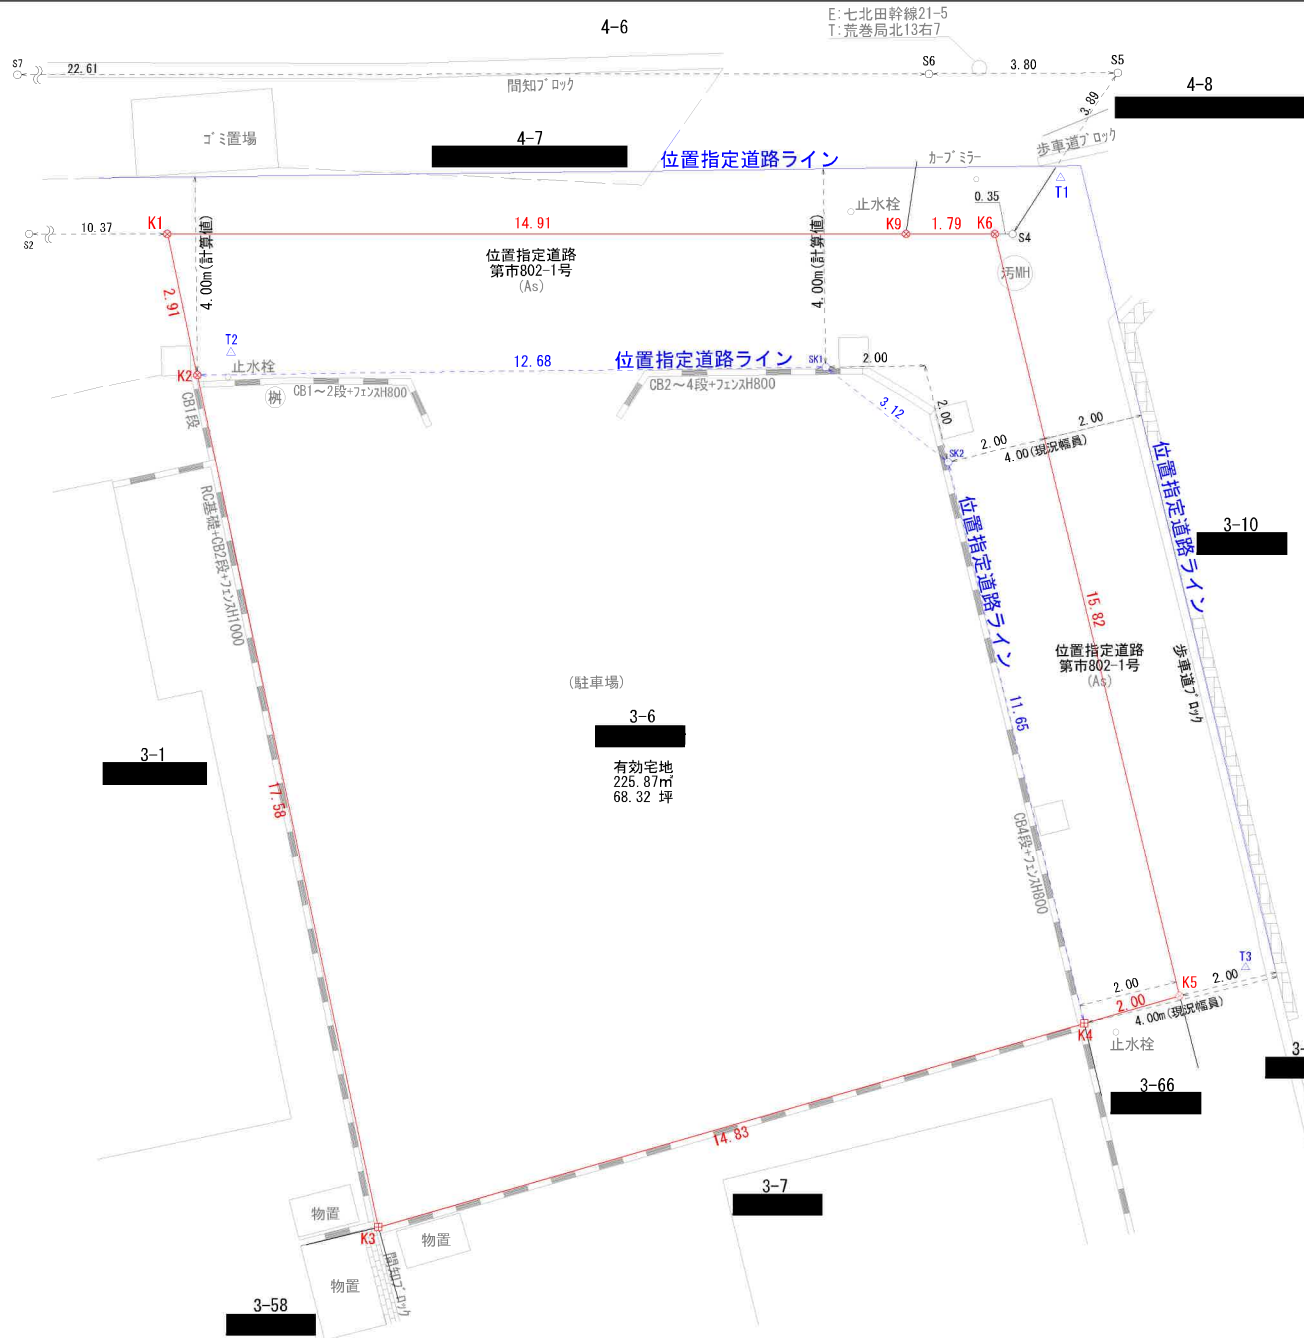 4-6
E:七北田幹線21-5
T:荒巻局北13右7
S7
22.61
間知ブロック
S6
3.80
S5
4-8
3.89
ゴミ置場
4-7
位置指定道路ライン
カーブミラー
歩車道ブロック
T1
0.35
止水栓
S2
10.37
K1
14.91
K9
1.79
K6
S4
4.00m(計算値)
4.00m(計算値)
位置指定道路
第市802-1号
(As)
汚MH
2.91
T2
止水栓
K2
12.68
位置指定道路ライン
SK1
2.00
桝
CB1〜2段+フェンスH800
CB2〜4段+フェンスH800
CB1段
3.12
2.00
2.00
2.00
4.00(現況幅員)
SK2
位置指定道路ライン
位置指定道路ライン
RC基礎+CB2段+フェンスH1000
3-10
15.82
位置指定道路
第市802-1号
(As)
歩車道ブロック
(駐車場)
3-6
11.65
有効宅地
225.87㎡
68.32 坪
3-1
17.58
CB4段+フェンスH800
T3
2.00
K5
2.00
2.00
4.00m(現況幅員)
K4
止水栓
3-
3-66
14.83
3-7
物置
K3
物置
物置
間知ブロック
3-58